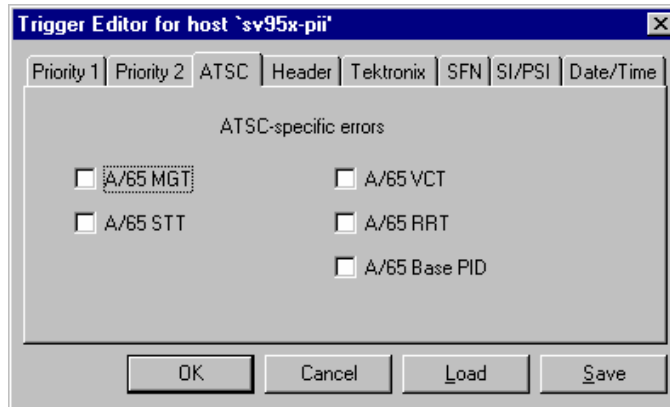 Trigger Editor for host `sv95x-pii'
Priority 1 Priority 2 ATSC Header Tektronix SFN SI/PSI Date/Time
ATSC-specific errors
A/65 MGT A/65 VCT
A/65 STT A/65 RRT
A/65 Base PID
OK Cancel Load Save